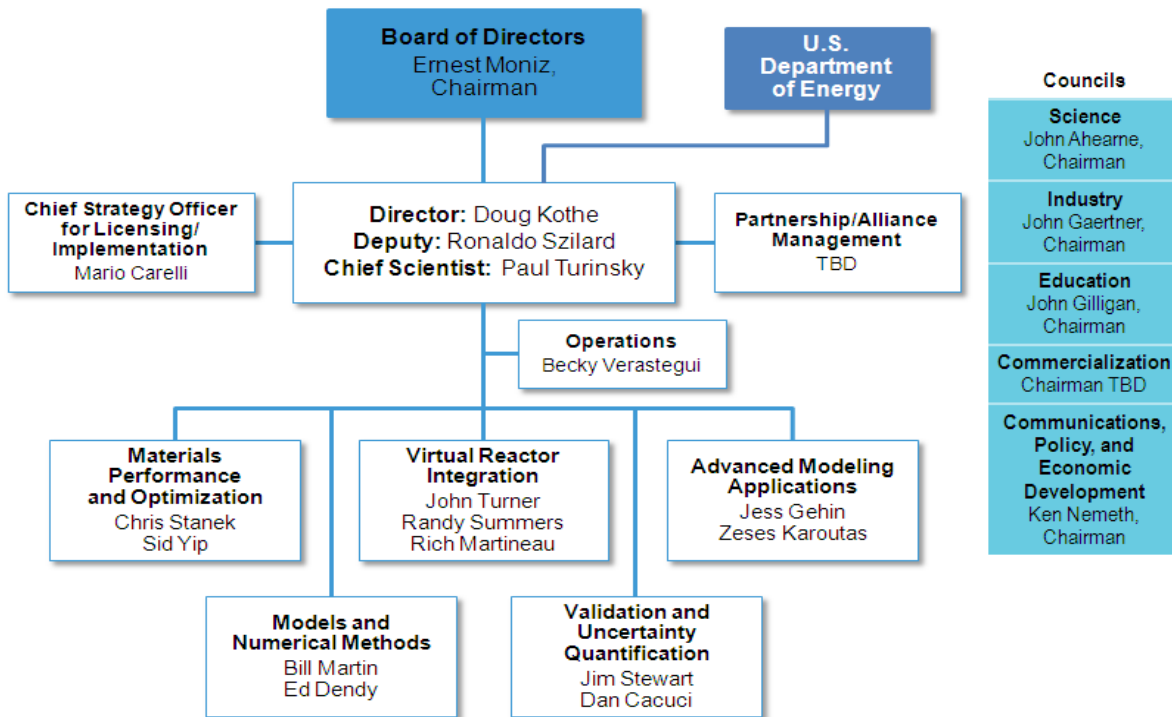 Board of Directors
Ernest Moniz,
Chairman
U.S.
Department
of Energy
Councils
Science
John Ahearne,
Chairman
Industry
John Gaertner,
Chairman
Education
John Gilligan,
Chairman
Commercialization
Chairman TBD
Communications,
Policy, and
Economic
Development
Ken Nemeth,
Chairman
Chief Strategy Officer
for Licensing/
Implementation
Mario Carelli
Director: Doug Kothe
Deputy: Ronaldo Szilard
Chief Scientist: Paul Turinsky
Partnership/Alliance
Management
TBD
Operations
Becky Verastegui
Materials
Performance
and Optimization
Chris Stanek
Sid Yip
Virtual Reactor
Integration
John Turner
Randy Summers
Rich Martineau
Advanced Modeling
Applications
Jess Gehin
Zeses Karoutas
Models and
Numerical Methods
Bill Martin
Ed Dendy
Validation and
Uncertainty
Quantification
Jim Stewart
Dan Cacuci